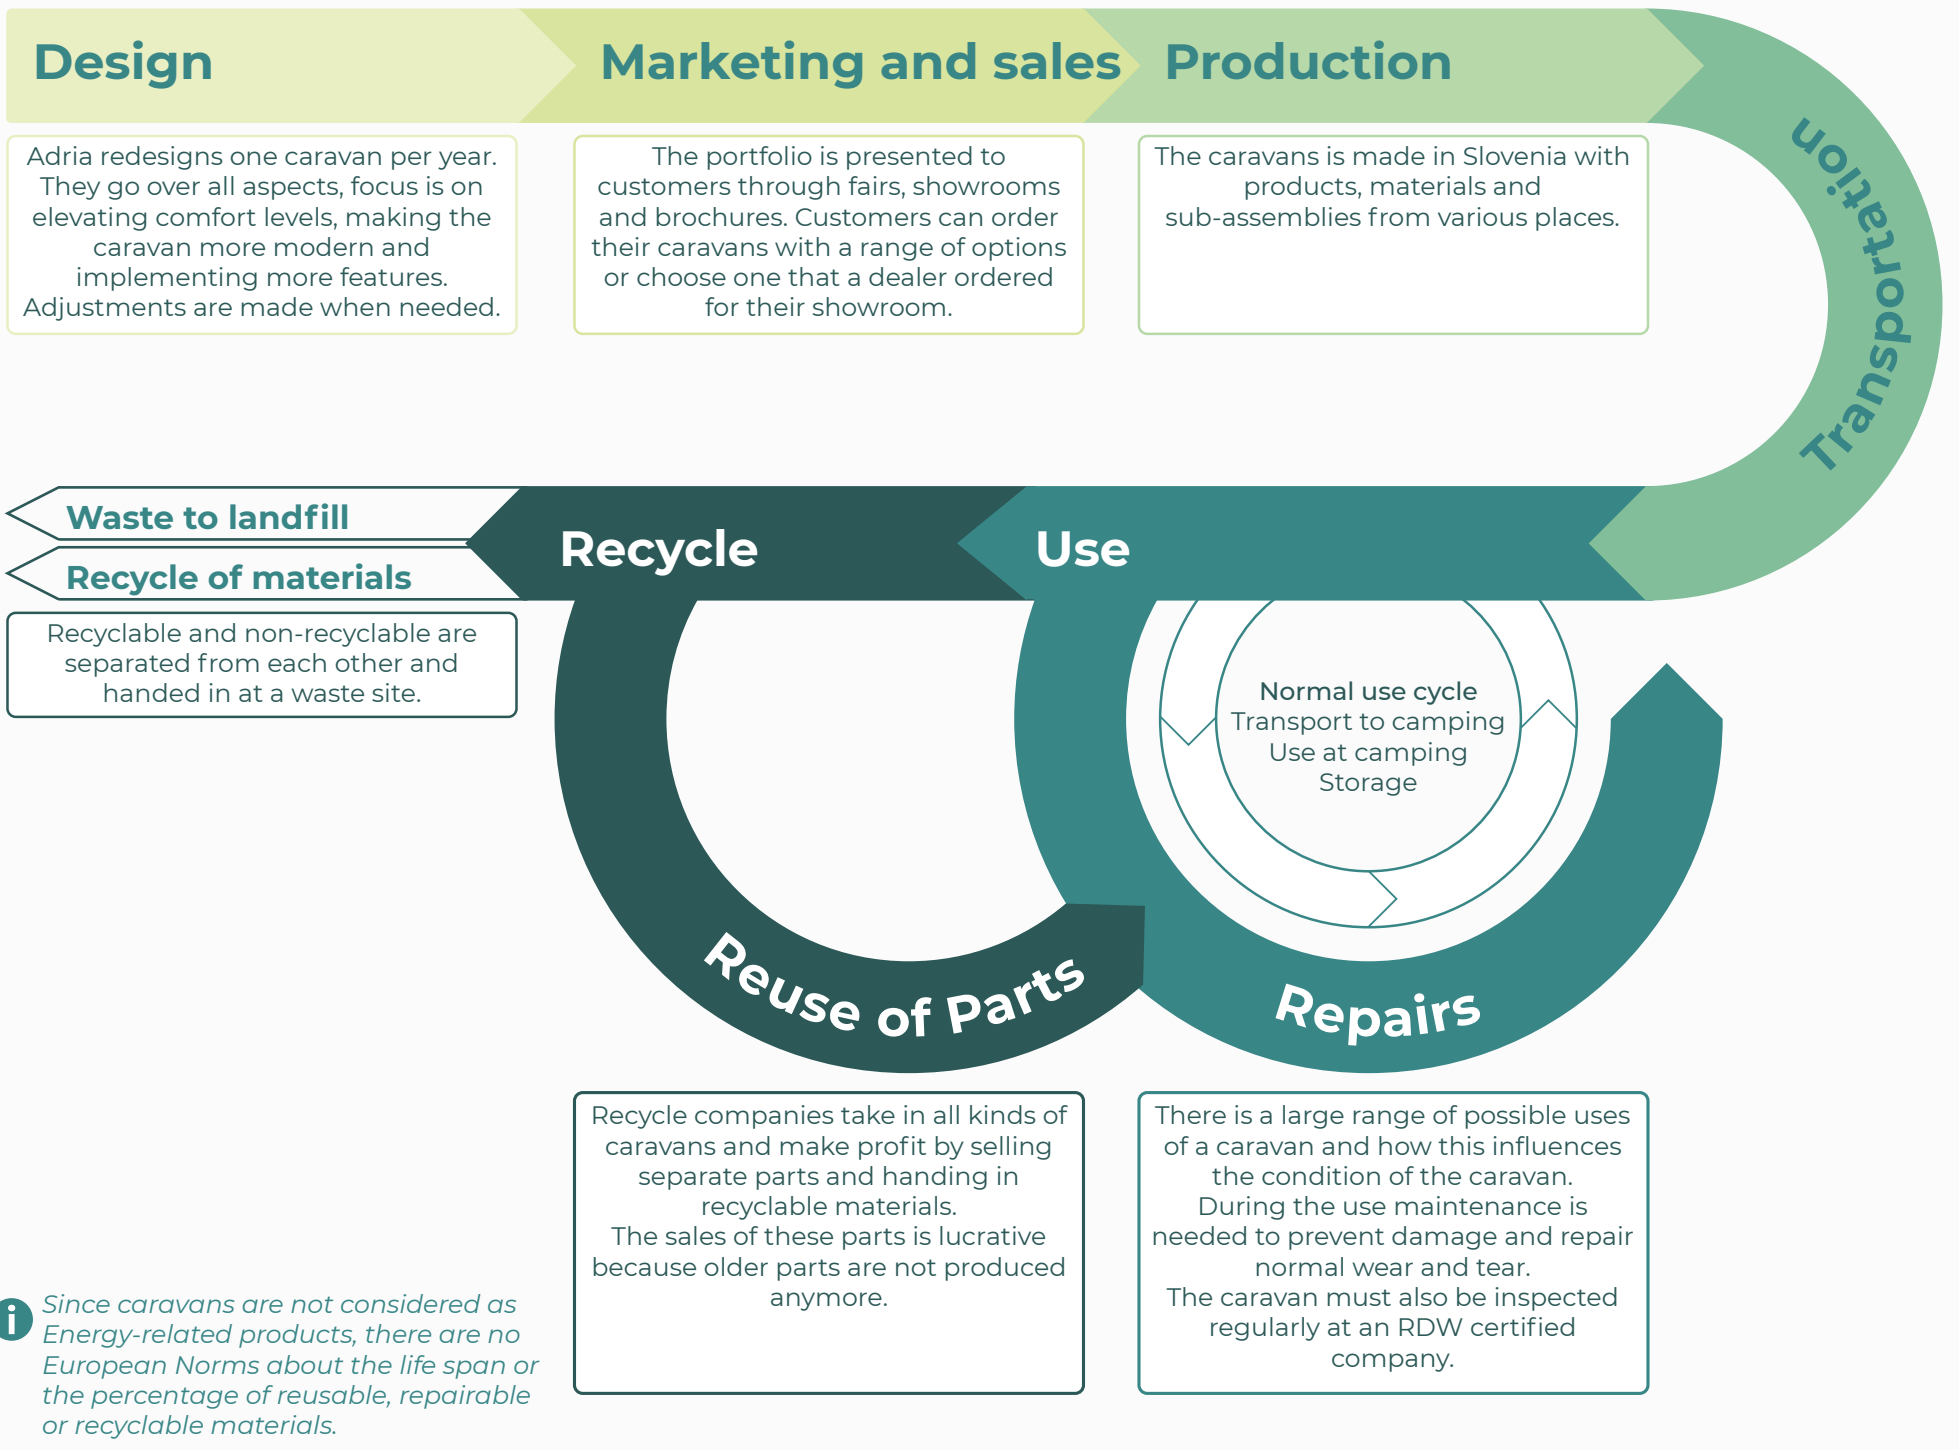 Design
Marketing and sales
Production
Transportation
Adria redesigns one caravan per year.
They go over all aspects, focus is on
elevating comfort levels, making the
caravan more modern and
implementing more features.
Adjustments are made when needed.
The portfolio is presented to
customers through fairs, showrooms
and brochures. Customers can order
their caravans with a range of options
or choose one that a dealer ordered
for their showroom.
The caravans is made in Slovenia with
products, materials and
sub-assemblies from various places.
Use
Recycle
Waste to landfill
Recycle of materials
Recyclable and non-recyclable are
separated from each other and
handed in at a waste site.
Normal use cycle
Transport to camping
Use at camping
Storage
Reuse of Parts
Repairs
Recycle companies take in all kinds of
caravans and make profit by selling
separate parts and handing in
recyclable materials.
The sales of these parts is lucrative
because older parts are not produced
anymore.
There is a large range of possible uses
of a caravan and how this influences
the condition of the caravan.
During the use maintenance is
needed to prevent damage and repair
normal wear and tear.
The caravan must also be inspected
regularly at an RDW certified
company.
i
Since caravans are not considered as
Energy-related products, there are no
European Norms about the life span or
the percentage of reusable, repairable
or recyclable materials.